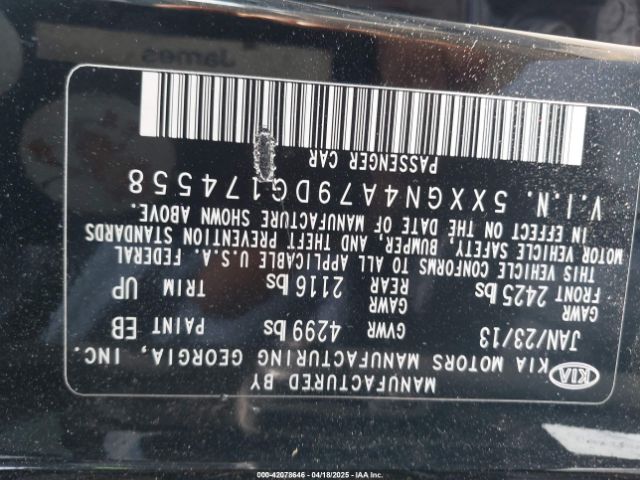 MANUFACTURED BY
KIA MOTORS MANUFACTURING GEORGIA, INC.
KIA
JAN/23/13 GVWR 4299 lbs PAINT EB
GAWR GAWR
FRONT 2425 lbs REAR 2116 lbs TRIM UP
THIS VEHICLE CONFORMS TO ALL APPLICABLE U.S.A. FEDERAL
MOTOR VEHICLE SAFETY, BUMPER, AND THEFT PREVENTION STANDARDS
IN EFFECT ON THE DATE OF MANUFACTURE SHOWN ABOVE.
V.I.N. 5XXGN4A79DG174558
PASSENGER CAR
000-42078646 - 04/18/2025 - IAA Inc.